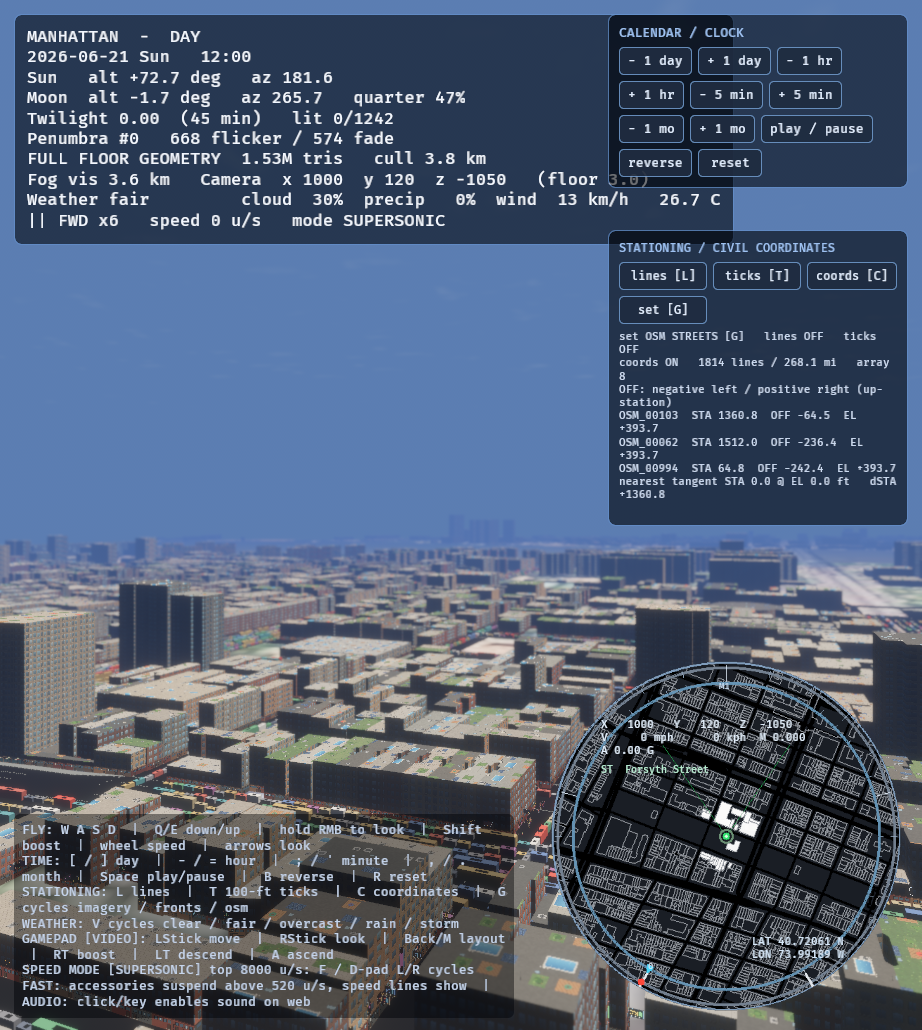 MANHATTAN  -  DAY
2026-06-21 Sun   12:00
Sun   alt +72.7 deg   az 181.6
Moon  alt -1.7 deg   az 265.7   quarter 47%
Twilight 0.00  (45 min)   lit 0/1242
Penumbra #0   668 flicker / 574 fade
FULL FLOOR GEOMETRY  1.53M tris   cull 3.8 km
Fog vis 3.6 km   Camera  x 1000  y 120  z -1050   (floor 3.0)
Weather fair         cloud  30%  precip   0%  wind  13 km/h   26.7 C
|| FWD x6   speed 0 u/s   mode SUPERSONIC
CALENDAR / CLOCK
- 1 day  + 1 day  - 1 hr
+ 1 hr  - 5 min  + 5 min
- 1 mo  + 1 mo  play / pause
reverse  reset
STATIONING / CIVIL COORDINATES
lines [L]  ticks [T]  coords [C]
set [G]
set OSM STREETS [G]   lines OFF   ticks
OFF
coords ON   1814 lines / 268.1 mi   array
8
OFF: negative left / positive right (up-
station)
OSM_00103  STA 1360.8  OFF -64.5  EL
+393.7
OSM_00062  STA 1512.0  OFF -236.4  EL
+393.7
OSM_00994  STA 64.8  OFF -242.4  EL +393.7
nearest tangent STA 0.0 @ EL 0.0 ft   dSTA
+1360.8
X   1000   Y   120   Z  -1050
V      0 mph      0 kph  M 0.000
A 0.00 G
ST  Forsyth Street
LAT 40.72061 N
LON 73.99189 W
FLY: W A S D  |  Q/E down/up  |  hold RMB to look  |  Shift
boost  |  wheel speed  |  arrows look
TIME: [ / ] day  |  - / = hour  |  ; / ' minute  |  , / .
month  |  Space play/pause  |  B reverse  |  R reset
STATIONING: L lines  |  T 100-ft ticks  |  C coordinates  |  G
cycles imagery / fronts / osm
WEATHER: V cycles clear / fair / overcast / rain / storm
GAMEPAD [VIDEO]: LStick move  |  RStick look  |  Back/M layout
|  RT boost  |  LT descend  |  A ascend
SPEED MODE [SUPERSONIC] top 8000 u/s: F / D-pad L/R cycles
FAST: accessories suspend above 520 u/s, speed lines show  |
AUDIO: click/key enables sound on web